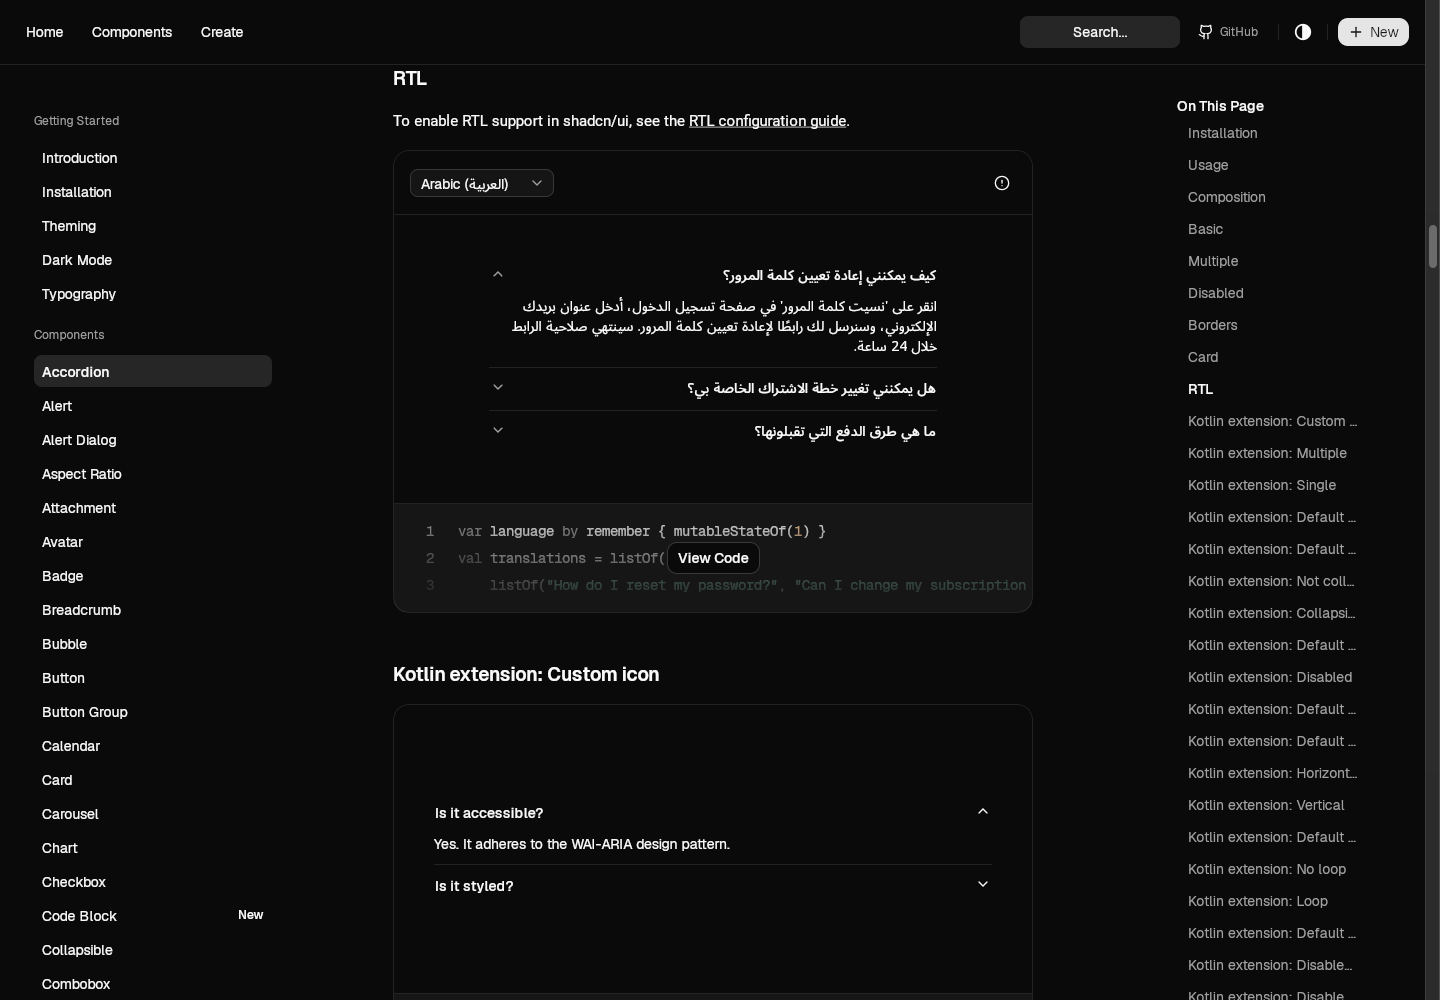 Home
Components
Create
Search...
GitHub
New
Getting Started
Introduction
Installation
Theming
Dark Mode
Typography
Components
Accordion
Alert
Alert Dialog
Aspect Ratio
Attachment
Avatar
Badge
Breadcrumb
Bubble
Button
Button Group
Calendar
Card
Carousel
Chart
Checkbox
Code Block
New
Collapsible
Combobox
RTL
To enable RTL support in shadcn/ui, see the RTL configuration guide.
Arabic (العربية)
كيف يمكنني إعادة تعيين كلمة المرور؟
انقر على 'نسيت كلمة المرور' في صفحة تسجيل الدخول، أدخل عنوان بريدك
الإلكتروني، وسنرسل لك رابطًا لإعادة تعيين كلمة المرور. سينتهي صلاحية الرابط
خلال 24 ساعة.
هل يمكنني تغيير خطة الاشتراك الخاصة بي؟
ما هي طرق الدفع التي تقبلونها؟
1 var language by remember { mutableStateOf(1) }
2 val translations = listOf(
View Code
3 listOf("How do I reset my password?", "Can I change my subscription
Kotlin extension: Custom icon
Is it accessible?
Yes. It adheres to the WAI-ARIA design pattern.
Is it styled?
On This Page
Installation
Usage
Composition
Basic
Multiple
Disabled
Borders
Card
RTL
Kotlin extension: Custom ...
Kotlin extension: Multiple
Kotlin extension: Single
Kotlin extension: Default ...
Kotlin extension: Default ...
Kotlin extension: Not coll...
Kotlin extension: Collapsi...
Kotlin extension: Default ...
Kotlin extension: Disabled
Kotlin extension: Default ...
Kotlin extension: Default ...
Kotlin extension: Horizont...
Kotlin extension: Vertical
Kotlin extension: Default ...
Kotlin extension: No loop
Kotlin extension: Loop
Kotlin extension: Default ...
Kotlin extension: Disable...
Kotlin extension: Disable